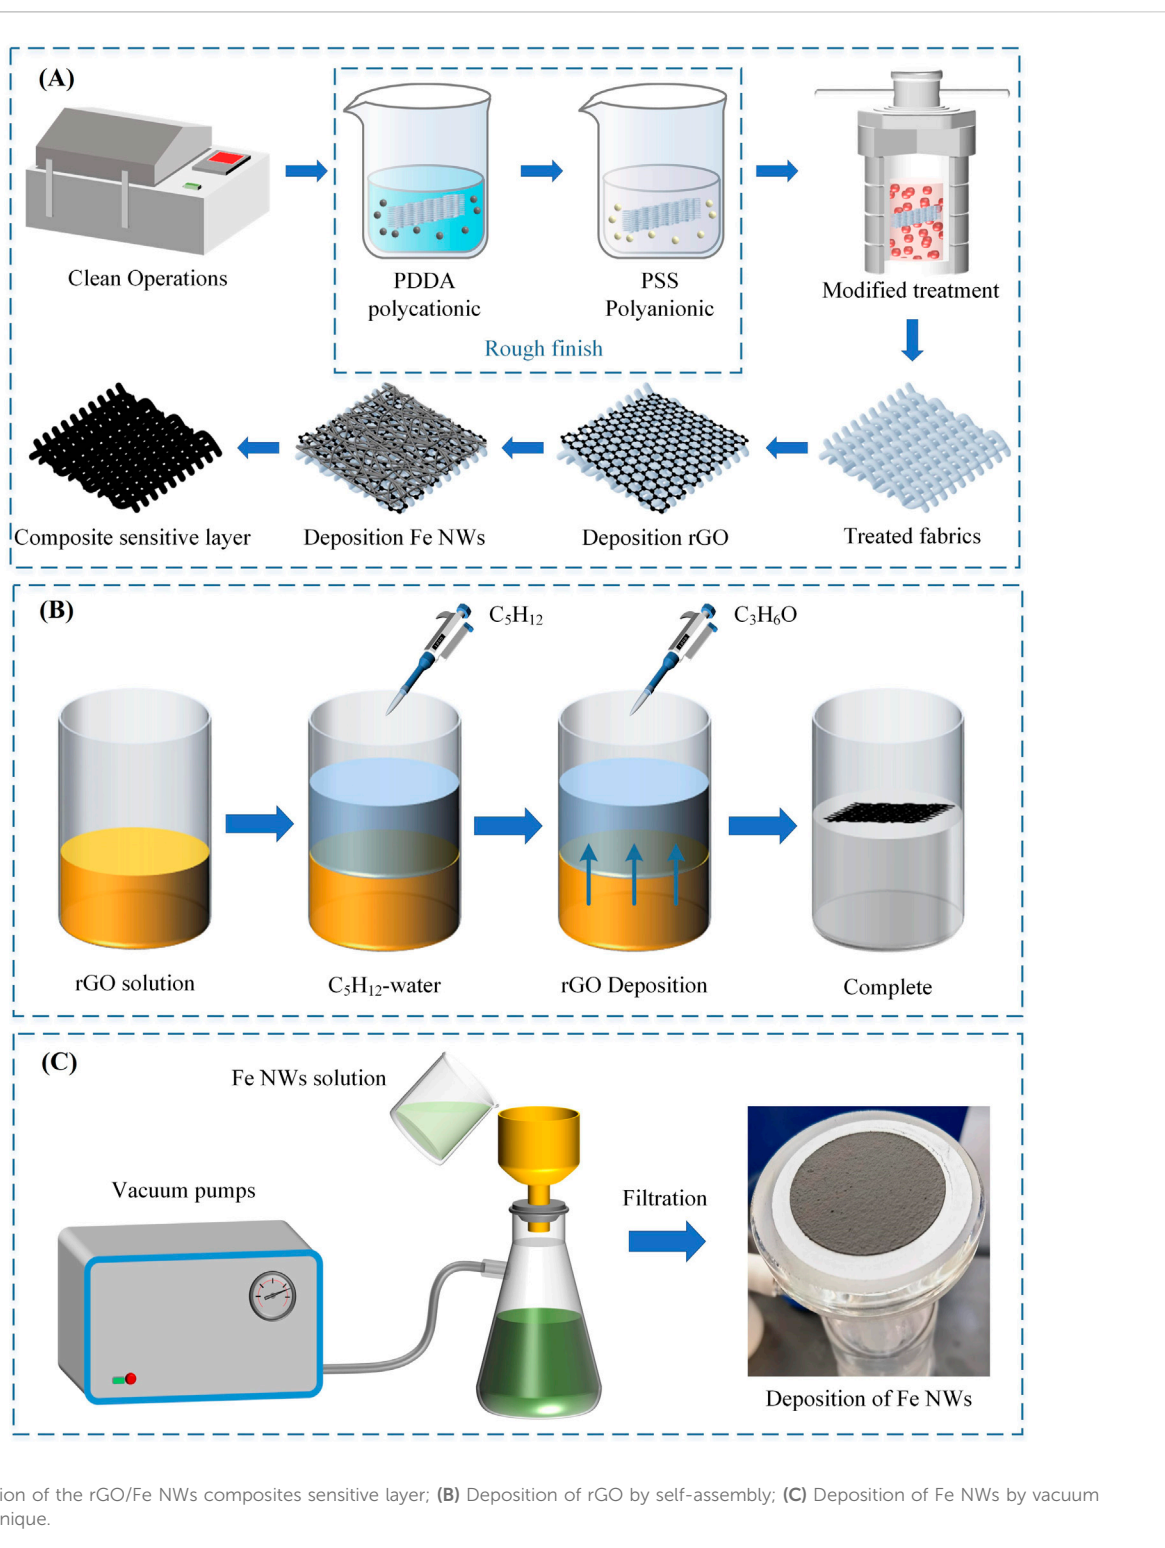 (A)
Clean Operations
PDDA
polycationic
PSS
Polyanionic
Rough finish
Modified treatment
Composite sensitive layer
Deposition Fe NWs
Deposition rGO
Treated fabrics
(B)
C₅H₁₂
C₃H₆O
rGO solution
C₅H₁₂-water
rGO Deposition
Complete
(C)
Fe NWs solution
Vacuum pumps
Filtration
Deposition of Fe NWs
tion of the rGO/Fe NWs composites sensitive layer; (B) Deposition of rGO by self-assembly; (C) Deposition of Fe NWs by vacuum
nique.